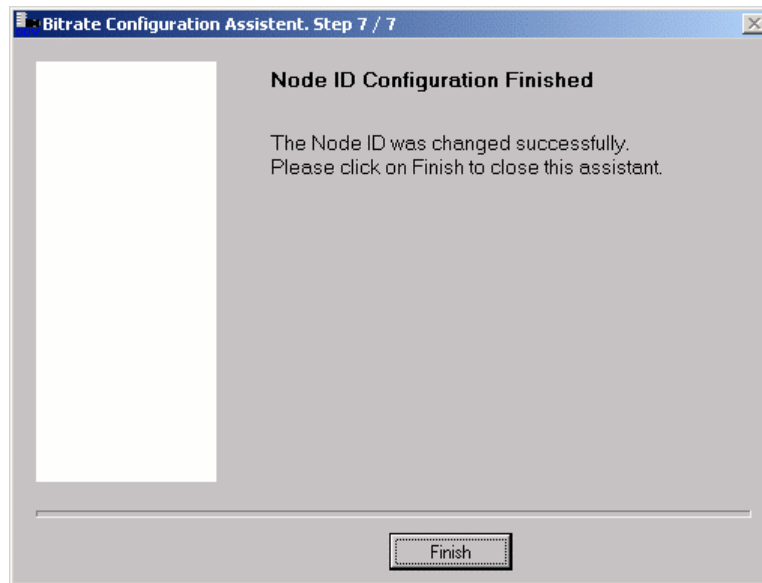 Bitrate Configuration Assistent. Step 7 / 7
Node ID Configuration Finished
The Node ID was changed successfully.
Please click on Finish to close this assistant.
Finish